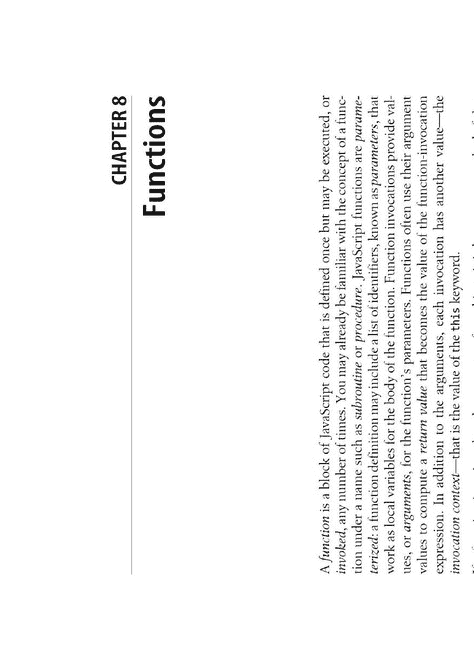 CHAPTER 8
Functions
A function is a block of JavaScript code that is defined once but may be executed, or
invoked, any number of times. You may already be familiar with the concept of a func-
tion under a name such as subroutine or procedure. JavaScript functions are parame-
terized: a function definition may include a list of identifiers, known as parameters, that
work as local variables for the body of the function. Function invocations provide val-
ues, or arguments, for the function's parameters. Functions often use their argument
values to compute a return value that becomes the value of the function-invocation
expression. In addition to the arguments, each invocation has another value—the
invocation context—that is the value of the this keyword.